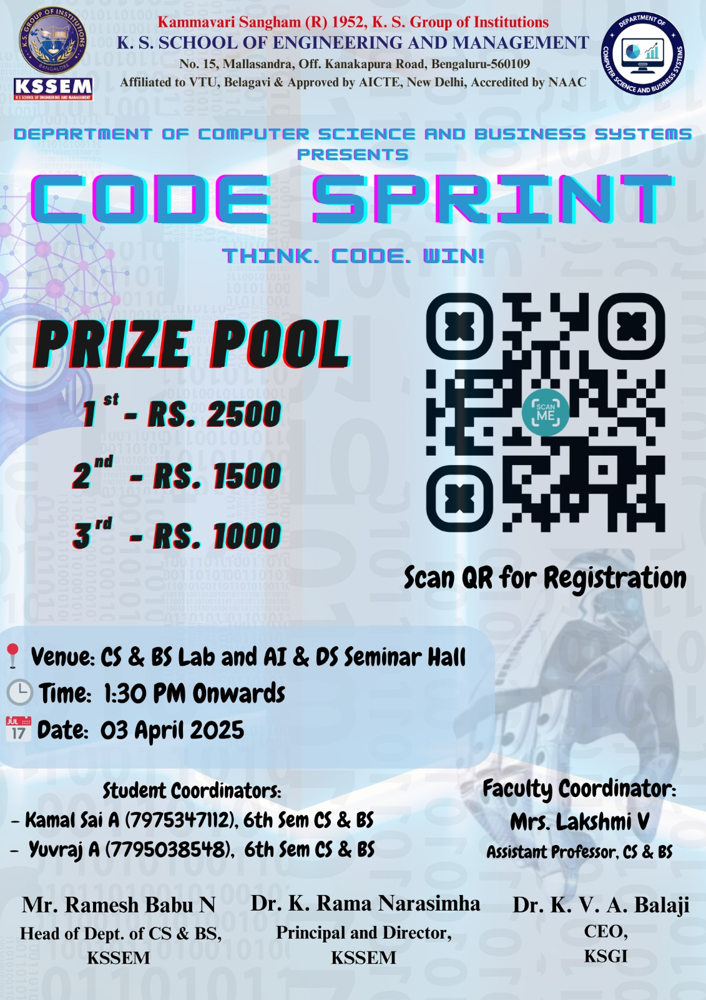 K.S. GROUP OF INSTITUTIONS
BANGALORE
KSSEM
K S SCHOOL OF ENGINEERING AND MANAGEMENT
Kammavari Sangham (R) 1952, K. S. Group of Institutions
K. S. SCHOOL OF ENGINEERING AND MANAGEMENT
No. 15, Mallasandra, Off. Kanakapura Road, Bengaluru-560109
Affiliated to VTU, Belagavi & Approved by AICTE, New Delhi, Accredited by NAAC
DEPARTMENT OF
COMPUTER SCIENCE AND BUSINESS SYSTEMS
DEPARTMENT OF COMPUTER SCIENCE AND BUSINESS SYSTEMS
PRESENTS
CODE SPRINT
THINK. CODE. WIN!
PRIZE POOL
1st - RS. 2500
2nd - RS. 1500
3rd - RS. 1000
SCAN
ME
Scan QR for Registration
Venue: CS & BS Lab and AI & DS Seminar Hall
Time: 1:30 PM Onwards
JUL
17
Date: 03 April 2025
Student Coordinators:
- Kamal Sai A (7975347112), 6th Sem CS & BS
- Yuvraj A (7795038548), 6th Sem CS & BS
Faculty Coordinator:
Mrs. Lakshmi V
Assistant Professor, CS & BS
Mr. Ramesh Babu N
Head of Dept. of CS & BS,
KSSEM
Dr. K. Rama Narasimha
Principal and Director,
KSSEM
Dr. K. V. A. Balaji
CEO,
KSGI